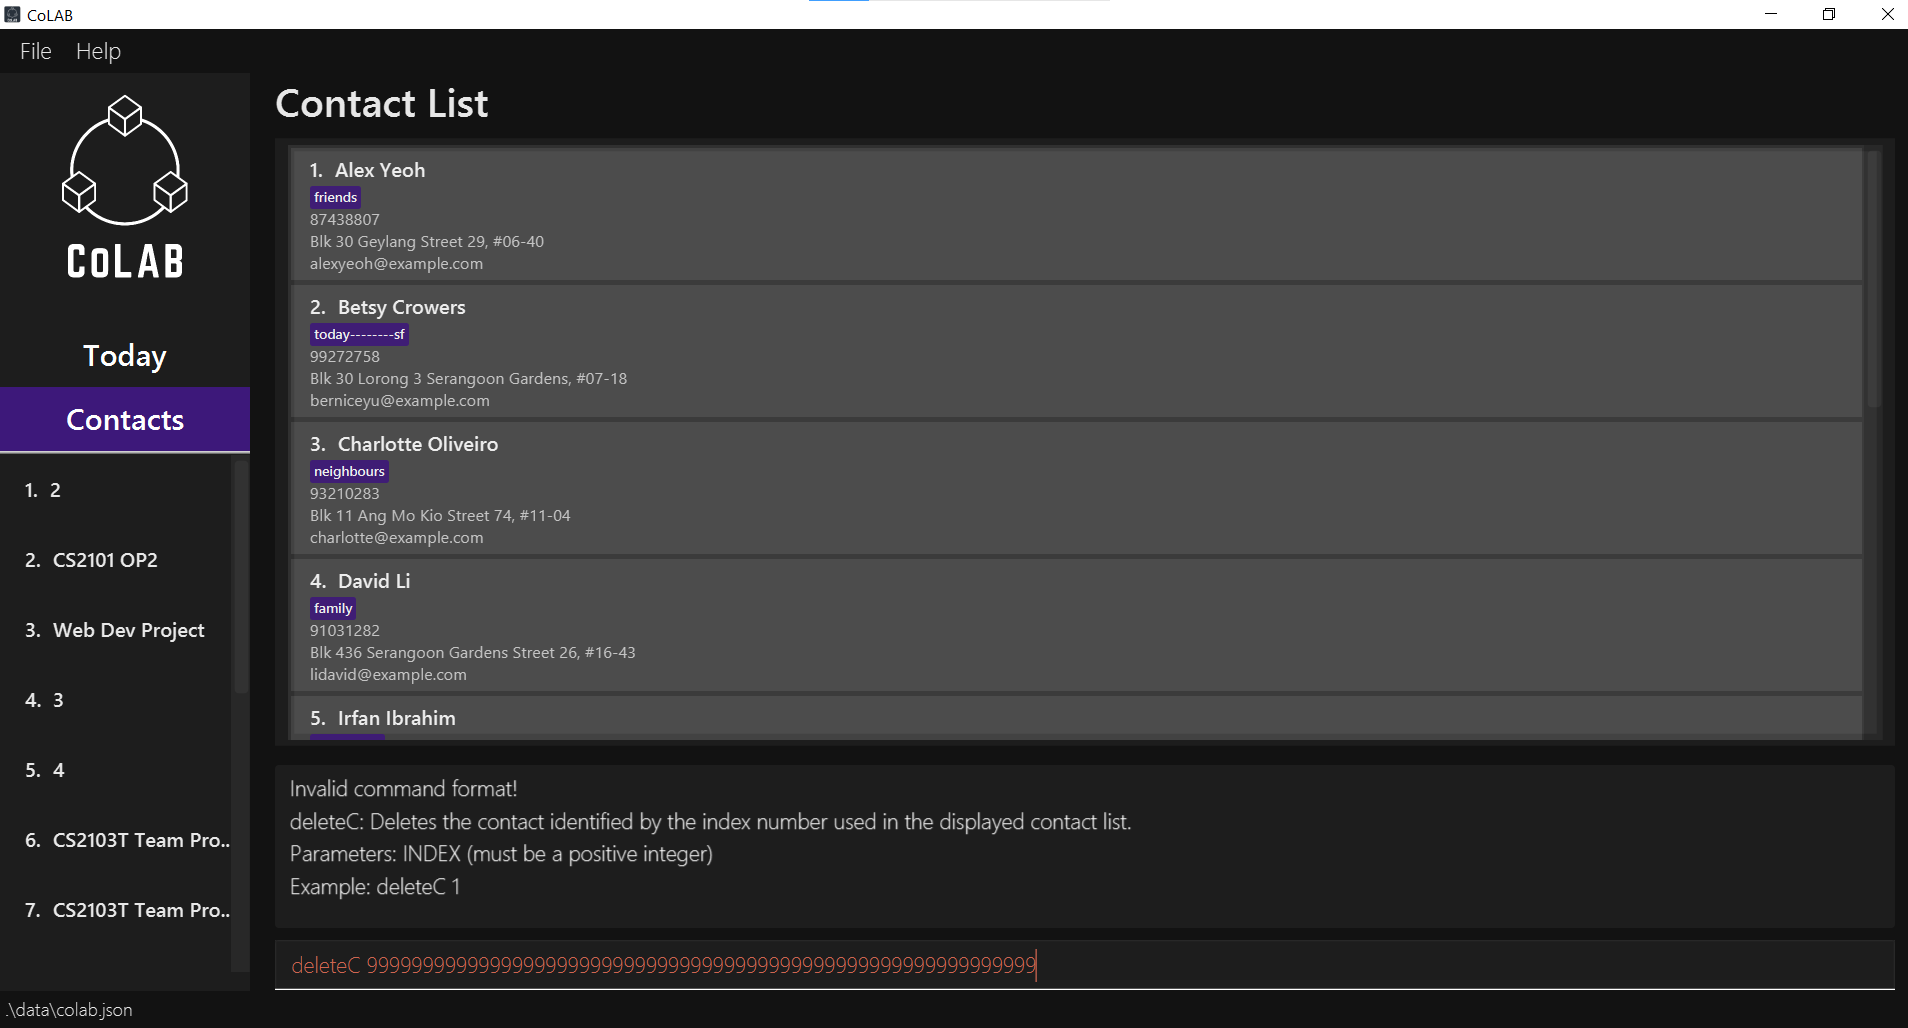 CoLAB
File Help
CoLAB
Today
Contacts
1. 2
2. CS2101 OP2
3. Web Dev Project
4. 3
5. 4
6. CS2103T Team Pro..
7. CS2103T Team Pro..
Contact List
1. Alex Yeoh
friends
87438807
Blk 30 Geylang Street 29, #06-40
alexyeoh@example.com
2. Betsy Crowers
today--------sf
99272758
Blk 30 Lorong 3 Serangoon Gardens, #07-18
berniceyu@example.com
3. Charlotte Oliveiro
neighbours
93210283
Blk 11 Ang Mo Kio Street 74, #11-04
charlotte@example.com
4. David Li
family
91031282
Blk 436 Serangoon Gardens Street 26, #16-43
lidavid@example.com
5. Irfan Ibrahim
Invalid command format!
deleteC: Deletes the contact identified by the index number used in the displayed contact list.
Parameters: INDEX (must be a positive integer)
Example: deleteC 1
deleteC 999999999999999999999999999999999999999999999999999999999999
.\data\colab.json